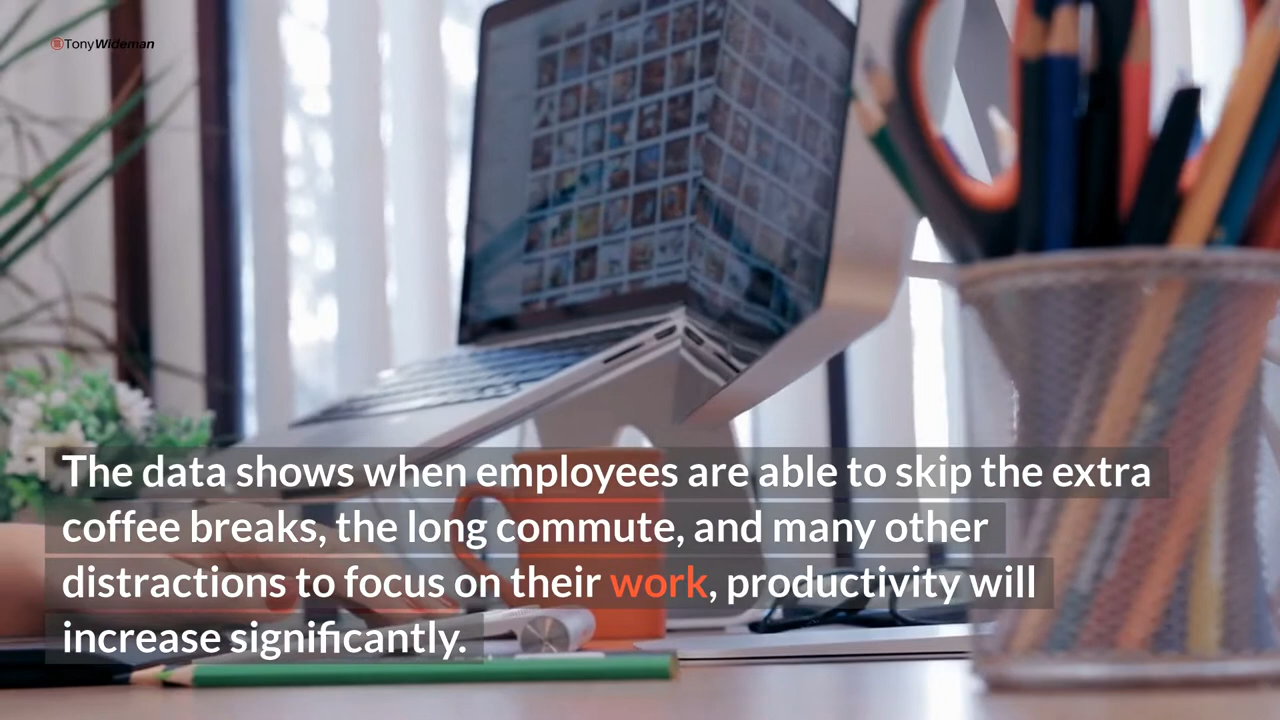 TonyWideman
The data shows when employees are able to skip the extra
coffee breaks, the long commute, and many other
distractions to focus on their work, productivity will
increase significantly.